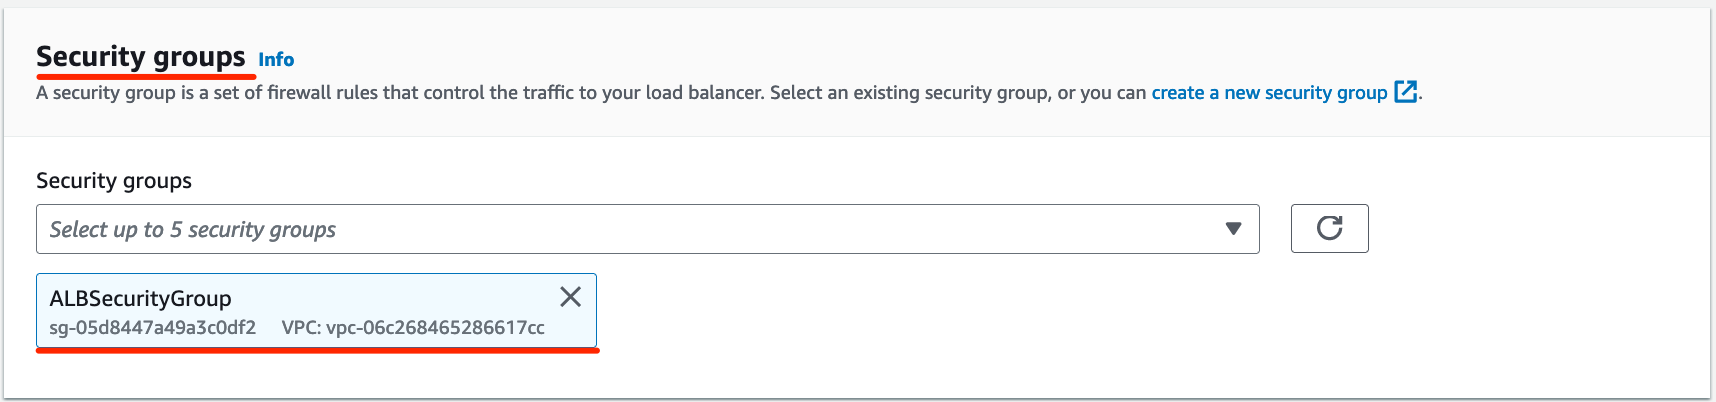 Security groups Info
A security group is a set of firewall rules that control the traffic to your load balancer. Select an existing security group, or you can create a new security group.
Security groups
Select up to 5 security groups
ALBSecurityGroup
sg-05d8447a49a3c0df2 VPC: vpc-06c268465286617cc